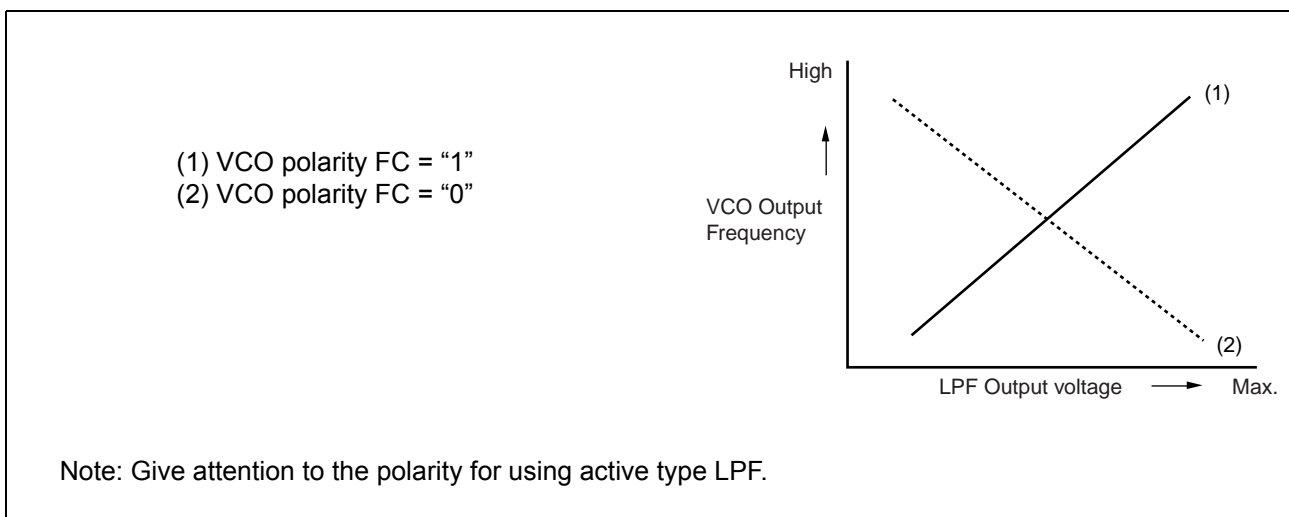 (1) VCO polarity FC = “1”
(2) VCO polarity FC = “0”
High
(1)
VCO Output
Frequency
(2)
LPF Output voltage
Max.
Note: Give attention to the polarity for using active type LPF.